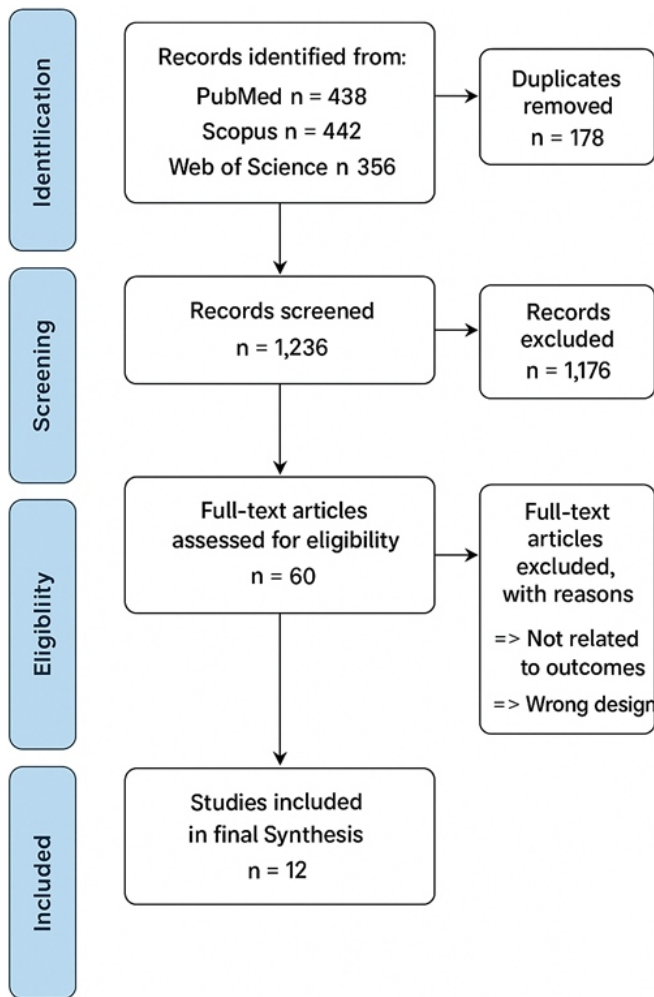 Identitlication
Records identified from:
PubMed n = 438
Scopus n = 442
Web of Science n 356
Duplicates
removed
n = 178
Screening
Records screened
n = 1,236
Records
excluded
n = 1,176
Eligibliity
Full-text articles
assessed for eligibility
n = 60
Full-text
articles
excluded,
with reasons
=> Not related
to outcomes
=> Wrong design
Included
Studies included
in final Synthesis
n = 12